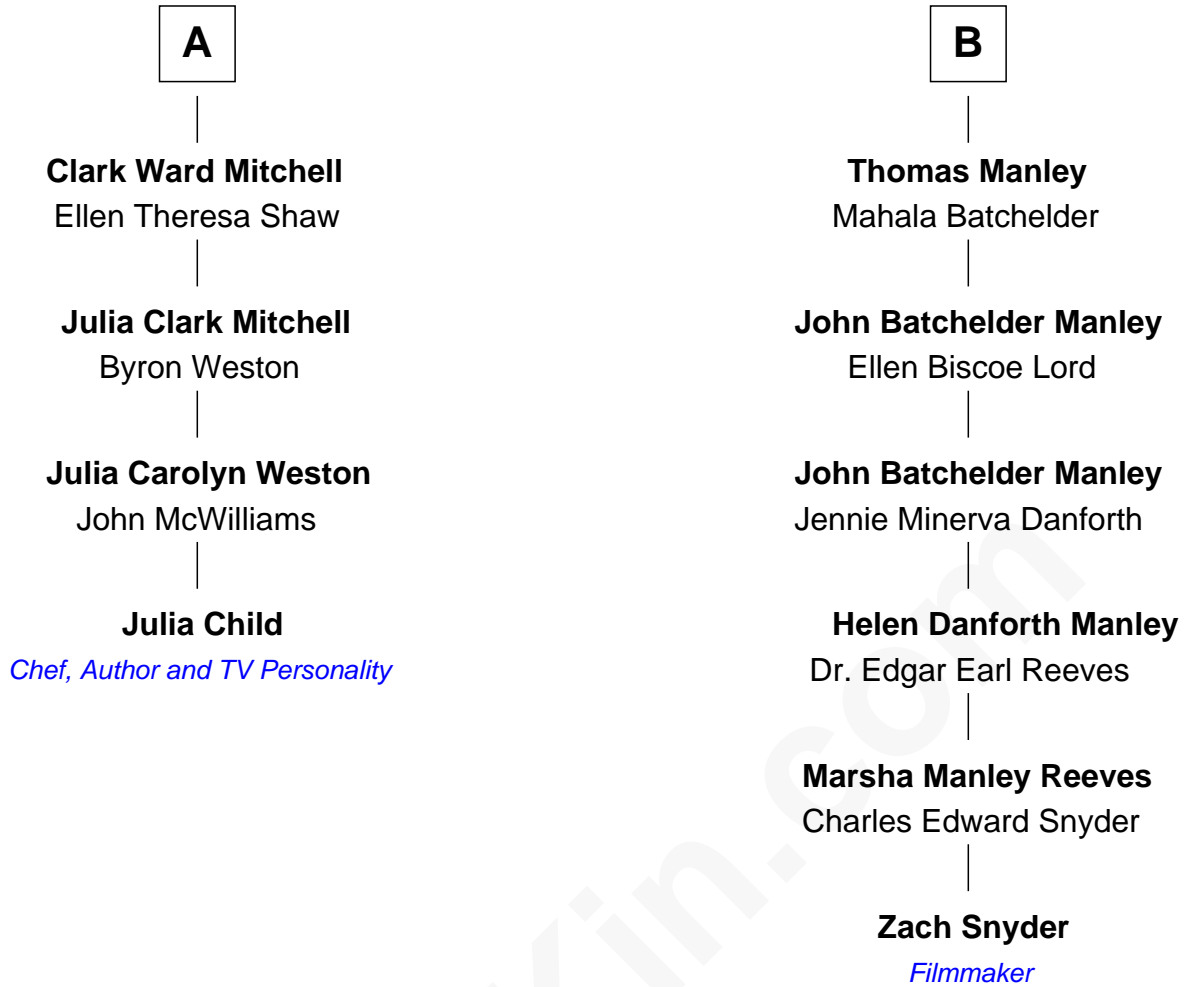 A
Clark Ward Mitchell
Ellen Theresa Shaw
Julia Clark Mitchell
Byron Weston
Julia Carolyn Weston
John McWilliams
Julia Child
Chef, Author and TV Personality
B
Thomas Manley
Mahala Batchelder
John Batchelder Manley
Ellen Biscoe Lord
John Batchelder Manley
Jennie Minerva Danforth
Helen Danforth Manley
Dr. Edgar Earl Reeves
Marsha Manley Reeves
Charles Edward Snyder
Zach Snyder
Filmmaker